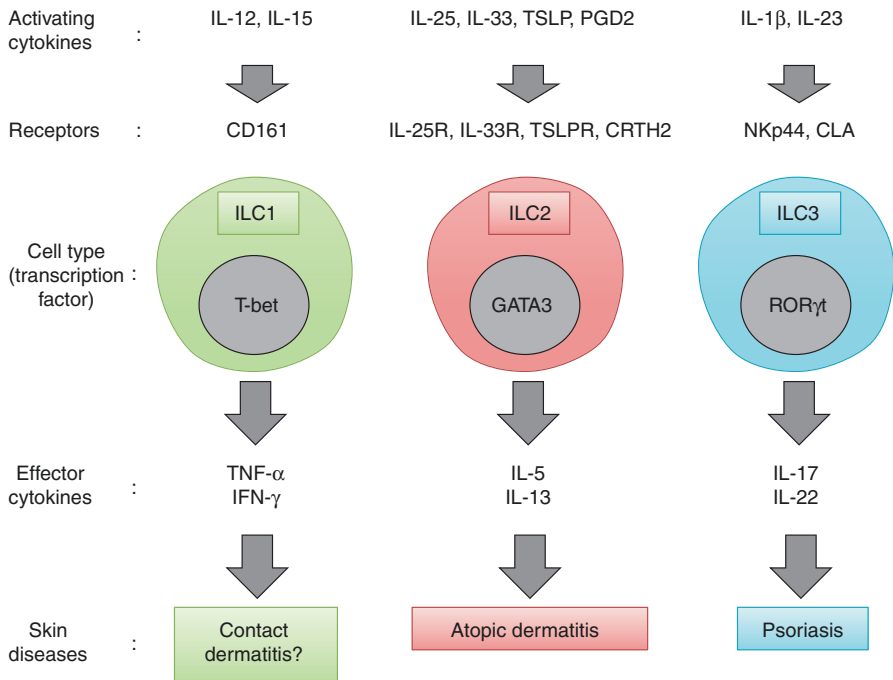 Activating cytokines : IL-12, IL-15 IL-25, IL-33, TSLP, PGD2 IL-1β, IL-23
Receptors : CD161 IL-25R, IL-33R, TSLPR, CRTH2 NKp44, CLA
ILC1 ILC2 ILC3
Cell type
(transcription :
factor)
T-bet GATA3 RORγt
Effector cytokines :
TNF-α IL-5 IL-17
IFN-γ IL-13 IL-22
Skin diseases :
Contact
dermatitis?
Atopic dermatitis
Psoriasis